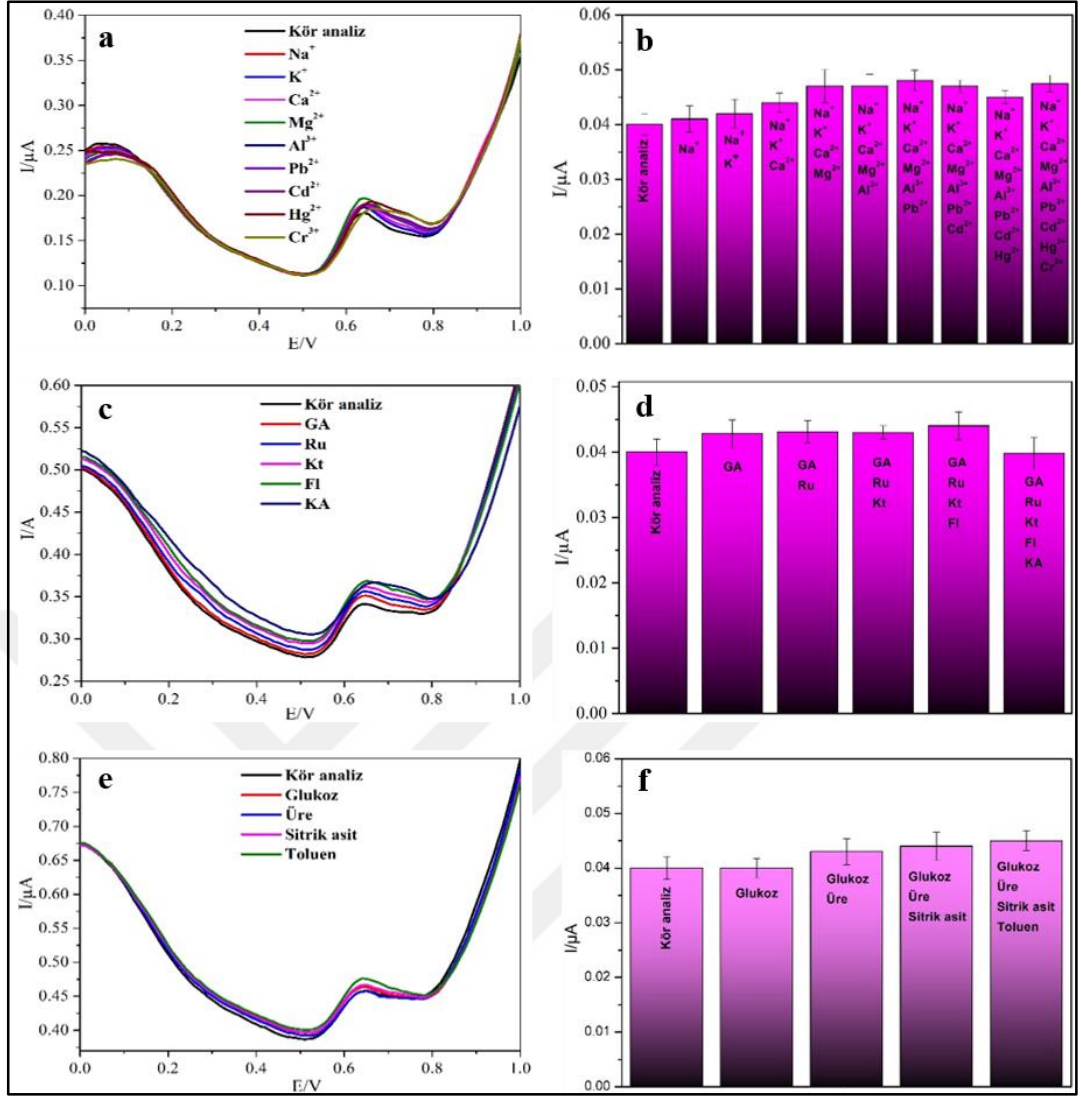 a
0.40
0.35
0.30
0.25
0.20
0.15
0.10
I/µA
Kör analiz
Na⁺
K⁺
Ca²⁺
Mg²⁺
Al³⁺
Pb²⁺
Cd²⁺
Hg²⁺
Cr³⁺
0.0 0.2 0.4 0.6 0.8 1.0
E/V
b
0.06
0.05
0.04
0.03
0.02
0.01
0.00
I/µA
Kör analiz
Na⁺
Na⁺
K⁺
Na⁺
K⁺
Ca²⁺
Na⁺
K⁺
Ca²⁺
Mg²⁺
Na⁺
K⁺
Ca²⁺
Mg²⁺
Al³⁺
Na⁺
K⁺
Ca²⁺
Mg²⁺
Al³⁺
Pb²⁺
Na⁺
K⁺
Ca²⁺
Mg²⁺
Al³⁺
Pb²⁺
Cd²⁺
Na⁺
K⁺
Ca²⁺
Mg²⁺
Al³⁺
Pb²⁺
Cd²⁺
Hg²⁺
Na⁺
K⁺
Ca²⁺
Mg²⁺
Al³⁺
Pb²⁺
Cd²⁺
Hg²⁺
c
0.60
0.55
0.50
0.45
0.40
0.35
0.30
0.25
I/A
Kör analiz
GA
Ru
Kt
Fl
KA
0.0 0.2 0.4 0.6 0.8 1.0
E/V
d
0.05
0.04
0.03
0.02
0.01
0.00
I/µA
Kör analiz
GA
GA
Ru
GA
Ru
Kt
GA
Ru
Kt
Fl
GA
Ru
Kt
Fl
KA
e
0.80
0.75
0.70
0.65
0.60
0.55
0.50
0.45
0.40
I/µA
Kör analiz
Glukoz
Üre
Sitrik asit
Toluen
0.0 0.2 0.4 0.6 0.8 1.0
E/V
f
0.06
0.05
0.04
0.03
0.02
0.01
0.00
I/µA
Kör analiz
Glukoz
Glukoz
Üre
Glukoz
Üre
Sitrik asit
Glukoz
Üre
Sitrik asit
Toluen